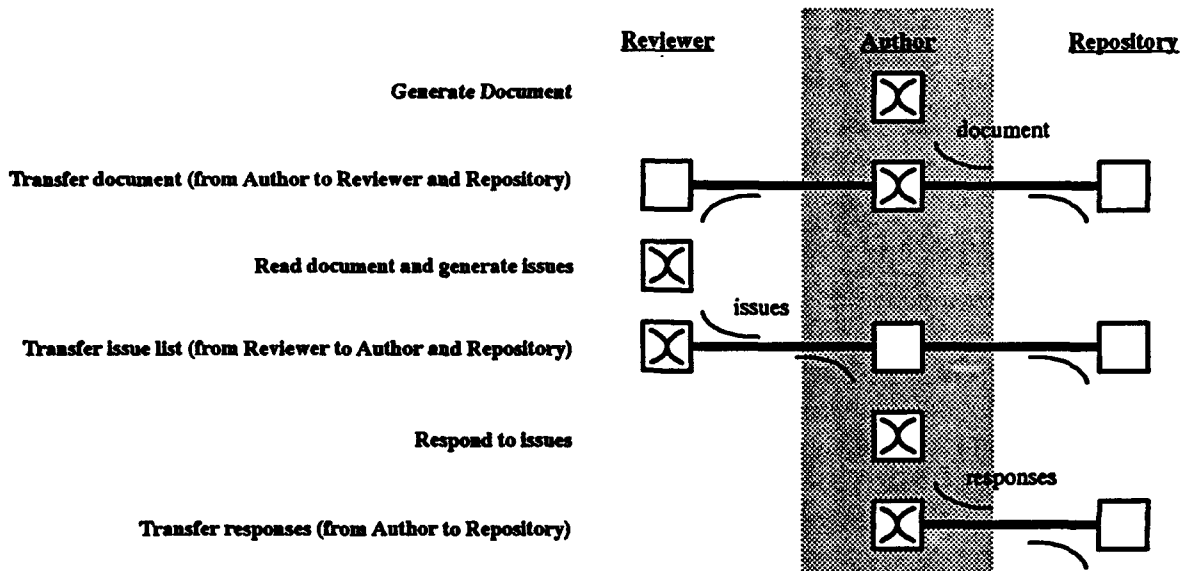 Reviewer Author Repository
Generate Document
document
Transfer document (from Author to Reviewer and Repository)
Read document and generate issues
issues
Transfer issue list (from Reviewer to Author and Repository)
Respond to issues
responses
Transfer responses (from Author to Repository)